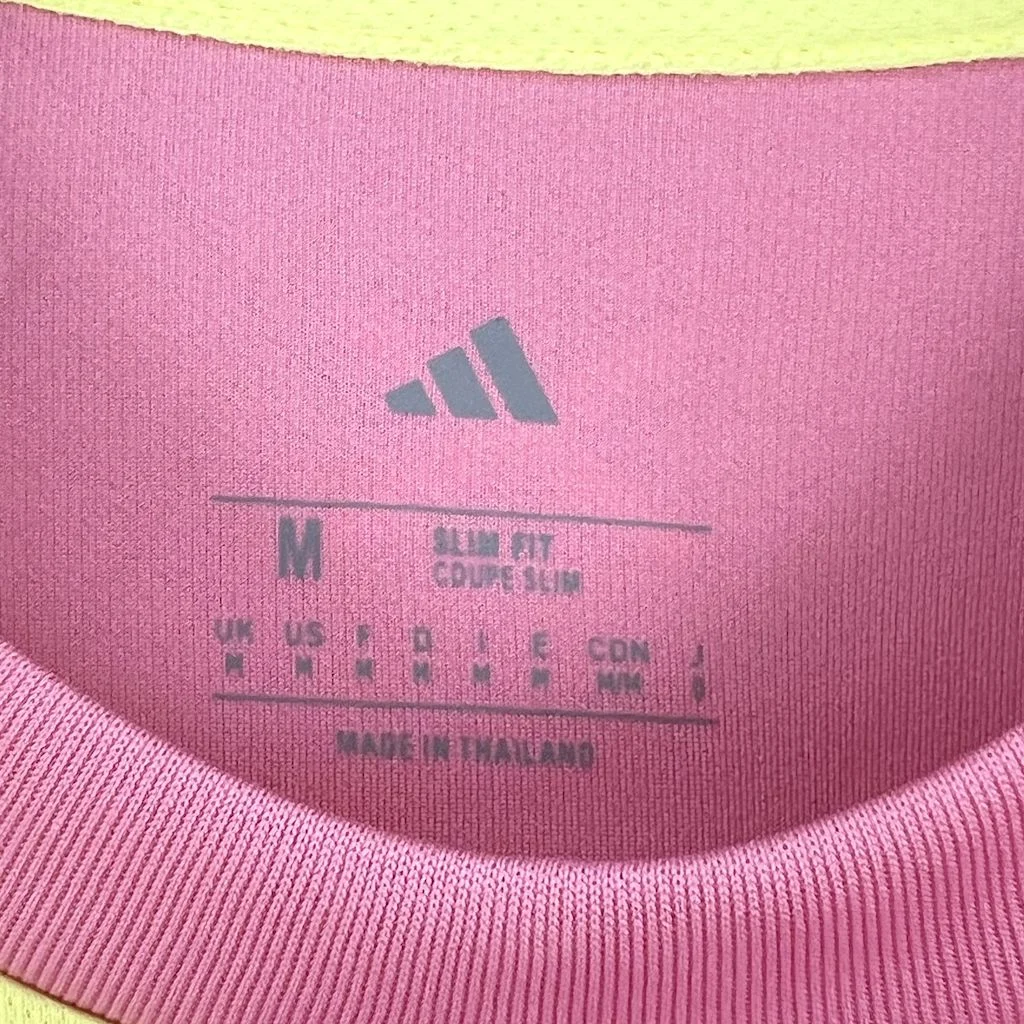 M
SLIM FIT
COUPE SLIM
UK US F D I E CDN J
M M M M M M M/M
MADE IN THAILAND